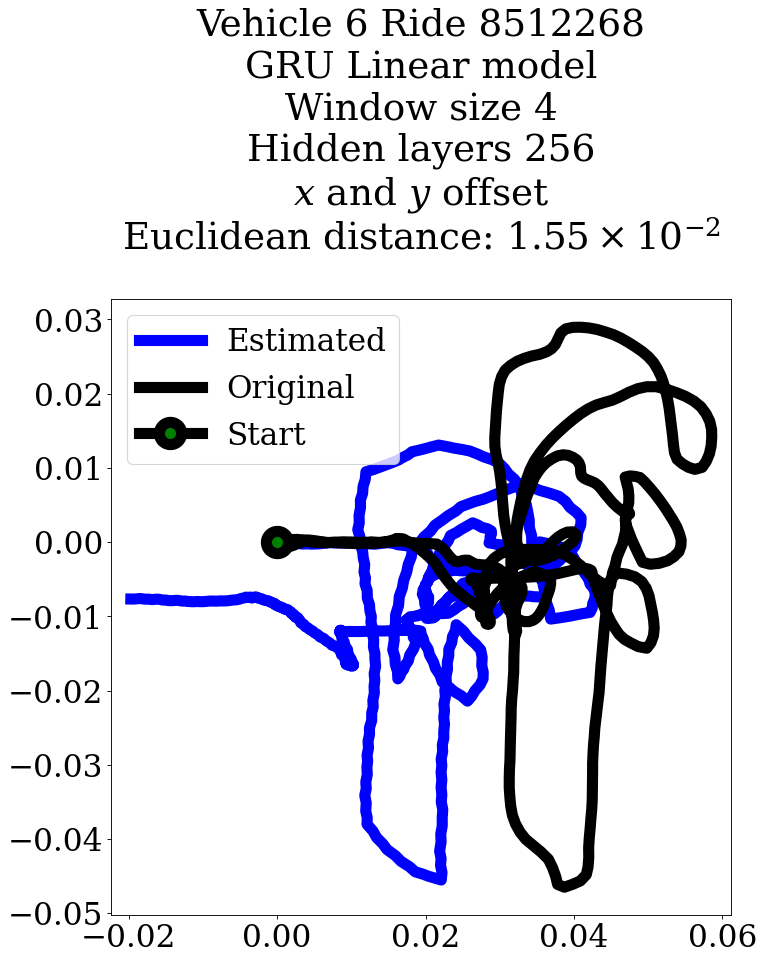 Vehicle 6 Ride 8512268
GRU Linear model
Window size 4
Hidden layers 256
x and y offset
Euclidean distance: 1.55 × 10⁻²
Estimated
Original
Start
0.03
0.02
0.01
0.00
−0.01
−0.02
−0.03
−0.04
−0.05
−0.02 0.00 0.02 0.04 0.06